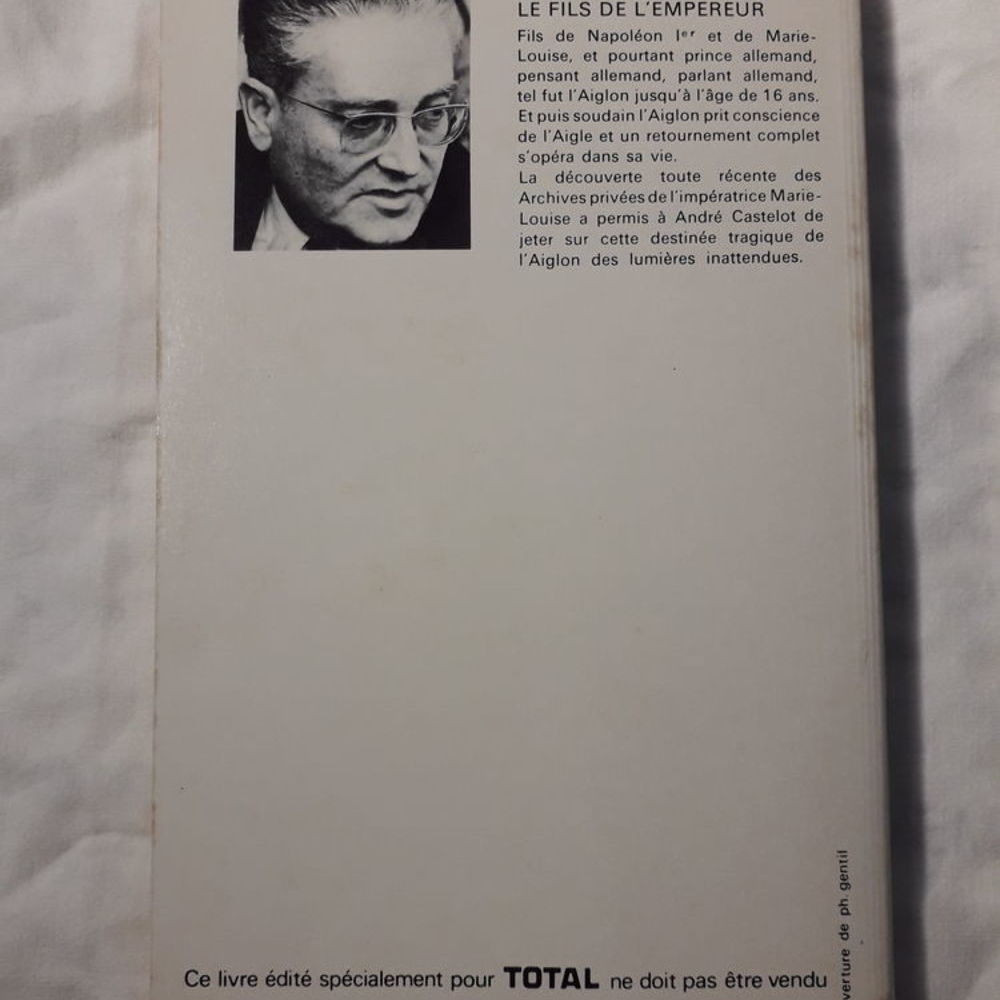 LE FILS DE L'EMPEREUR
Fils de Napoléon Iᵉʳ et de Marie-
Louise, et pourtant prince allemand,
pensant allemand, parlant allemand,
tel fut l'Aiglon jusqu'à l'âge de 16 ans.
Et puis soudain l'Aiglon prit conscience
de l'Aigle et un retournement complet
s'opéra dans sa vie.
La découverte toute récente des
Archives privées de l'impératrice Marie-
Louise a permis à André Castelot de
jeter sur cette destinée tragique de
l'Aiglon des lumières inattendues.
verture de ph. gentil
Ce livre édité spécialement pour TOTAL ne doit pas être vendu